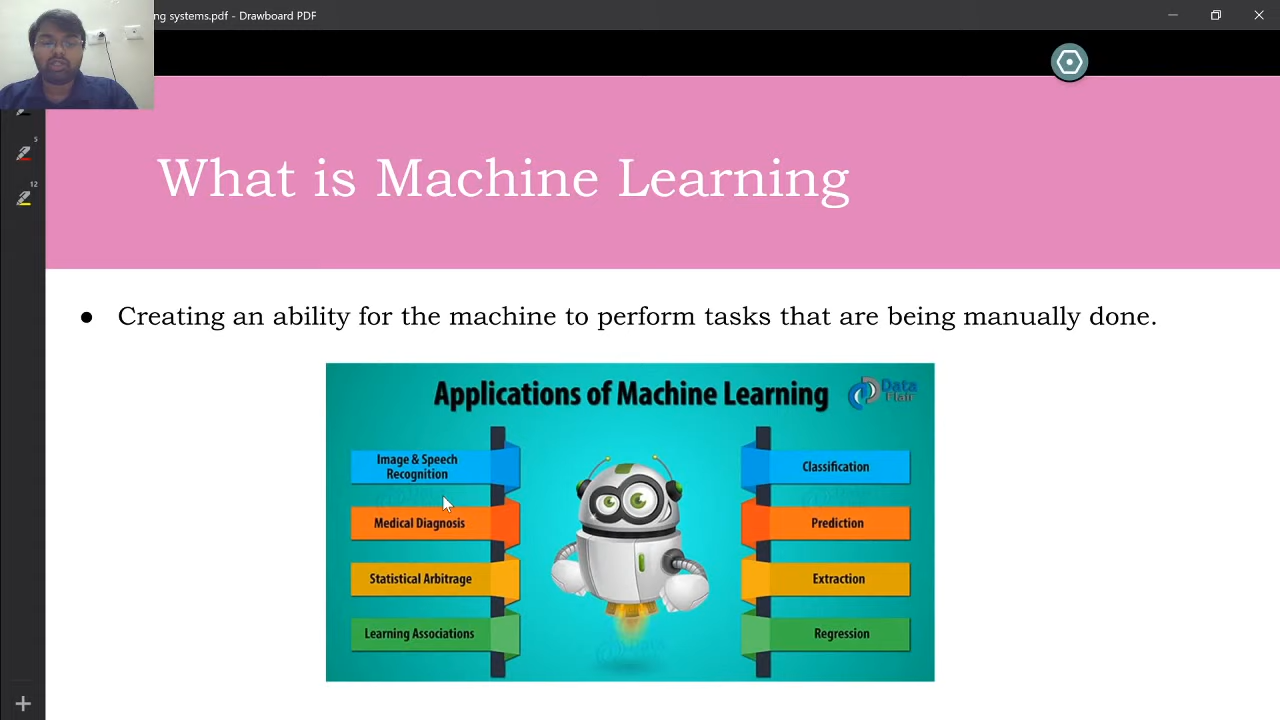 ng systems.pdf - Drawboard PDF
5
12
What is Machine Learning
● Creating an ability for the machine to perform tasks that are being manually done.
Applications of Machine Learning
Data
Flair
Image & Speech
Recognition
Medical Diagnosis
Statistical Arbitrage
Learning Associations
Classification
Prediction
Extraction
Regression